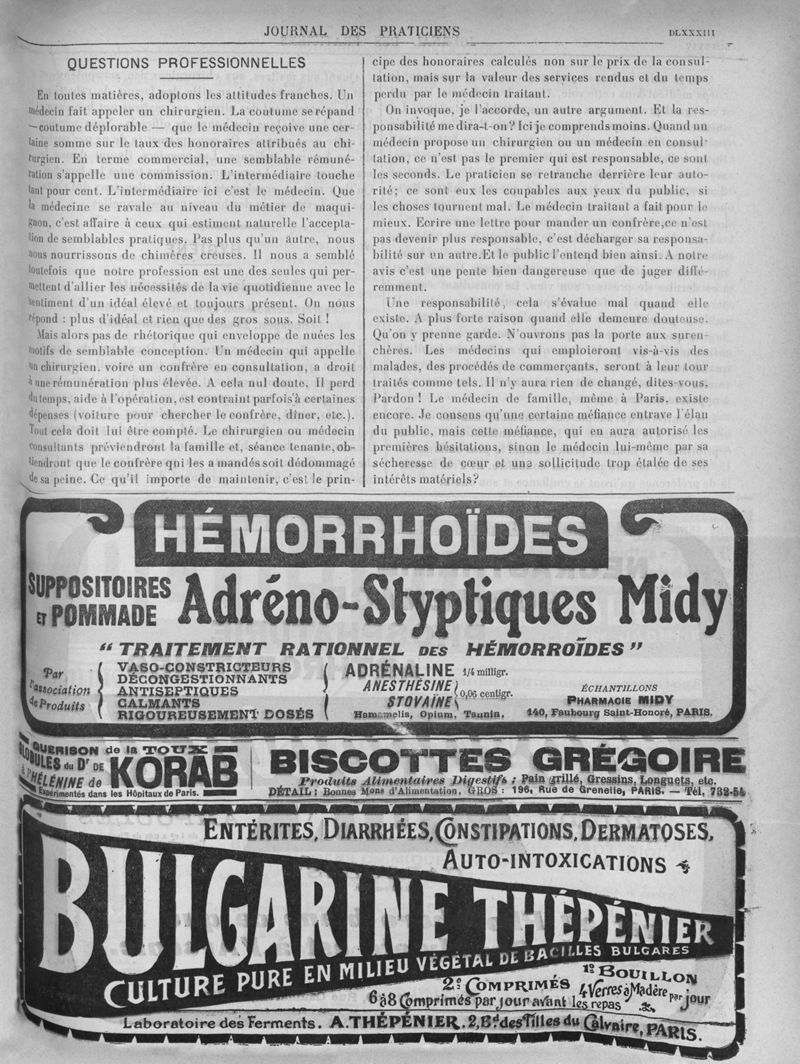 JOURNAL DES PRATICIENS
DLXXXIII
QUESTIONS PROFESSIONNELLES
En toutes matières, adoptons les attitudes franches. Un
médecin fait appeler un chirurgien. La coutume se répand
—coutume déplorable — que le médecin reçoive une cer-
taine somme sur le taux des honoraires attribués au chi-
rurgien. En terme commercial, une semblable rémuné-
ration s'appelle une commission. L'intermédiaire touche
tant pour cent. L'intermédiaire ici c'est le médecin. Que
la médecine se ravale au niveau du métier de maqui-
gnon, c'est affaire à ceux qui estiment naturelle l'accepta-
tion de semblables pratiques. Pas plus qu'un autre, nous
nous nourrissons de chimères creuses. Il nous a semblé
toutefois que notre profession est une des seules qui per-
mettent d'allier les nécessités de la vie quotidienne avec le
sentiment d'un idéal élevé et toujours présent. On nous
répond : plus d'idéal et rien que des gros sous. Soit !
Mais alors pas de rhétorique qui enveloppe de nuées les
motifs de semblable conception. Un médecin qui appelle
un chirurgien, voire un confrère en consultation, a droit
à une rémunération plus élevée. A cela nul doute. Il perd
du temps, aide à l'opération, est contraint parfois à certaines
dépenses (voiture pour chercher le confrère, dîner, etc.).
Tout cela doit lui être compté. Le chirurgien ou médecin
consultants préviendront la famille et, séance tenante, ob-
tiendront que le confrère qui les a mandés soit dédommagé
de sa peine. Ce qu'il importe de maintenir, c'est le prin-
cipe des honoraires calculés non sur le prix de la consul-
tation, mais sur la valeur des services rendus et du temps
perdu par le médecin traitant.
On invoque, je l'accorde, un autre argument. Et la res-
ponsabilité me dira-t-on? Ici je comprends moins. Quand un
médecin propose un chirurgien ou un médecin en consul-
tation, ce n'est pas le premier qui est responsable, ce sont
les seconds. Le praticien se retranche derrière leur auto-
rité; ce sont eux les coupables aux yeux du public, si
les choses tournent mal. Le médecin traitant a fait pour le
mieux. Ecrire une lettre pour mander un confrère, ce n'est
pas devenir plus responsable, c'est décharger sa responsa-
bilité sur un autre. Et le public l'entend bien ainsi. A notre
avis c'est une pente bien dangereuse que de juger diffé-
remment.
Une responsabilité, cela s'évalue mal quand elle
existe. A plus forte raison quand elle demeure douteuse.
Qu'on y prenne garde. N'ouvrons pas la porte aux suren-
chères. Les médecins qui emploieront vis-à-vis des
malades, des procédés de commerçants, seront à leur tour
traités comme tels. Il n'y aura rien de changé, dites-vous.
Pardon ! Le médecin de famille, même à Paris, existe
encore. Je consens qu'une certaine méfiance entrave l'élan
du public, mais cette méfiance, qui en aura autorisé les
premières hésitations, sinon le médecin lui-même par sa
sécheresse de cœur et una sollicitude trop étalée de ses
intérêts matériels?
HÉMORRHOÏDES
SUPPOSITOIRES
ET POMMADE
Adréno-Styptiques Midy
“ TRAITEMENT RATIONNEL DES HÉMORROÏDES ”
Par
l'association
de Produits
VASO-CONSTRICTEURS
DÉCONGESTIONNANTS
ANTISEPTIQUES
CALMANTS
RIGOUREUSEMENT DOSÉS
ADRÉNALINE 1/4 milligr.
ANESTHÉSINE
STOVAÏNE
0,06 centigr.
Hamamelis, Opium, Tannin.
ÉCHANTILLONS
PHARMACIE MIDY
140, Faubourg Saint-Honoré, PARIS.
GUERISON de la TOUX
GLOBULES du Dr DE
à l'HÉLÉNINE de
KORAB
Expérimentés dans les Hôpitaux de Paris.
BISCOTTES GRÉGOIRE
Produits Alimentaires Digestifs : Pain grillé, Gressins, Longuets, etc.
DÉTAIL : Bonnes Mons d'Alimentation. GROS : 196, Rue de Grenelle, PARIS. — Tél. 732-54
ENTÉRITES, DIARRHÉES, CONSTIPATIONS, DERMATOSES,
AUTO-INTOXICATIONS
BULGARINE THÉPÉNIER
CULTURE PURE EN MILIEU VÉGÉTAL DE BACILLES BULGARES
1º BOUILLON
4 Verres à Madère par jour
2º COMPRIMÉS
6 à 8 Comprimés par jour avant les repas
Laboratoire des Ferments. A. THÉPÉNIER. 2, Bd des Filles du Calvaire, PARIS.